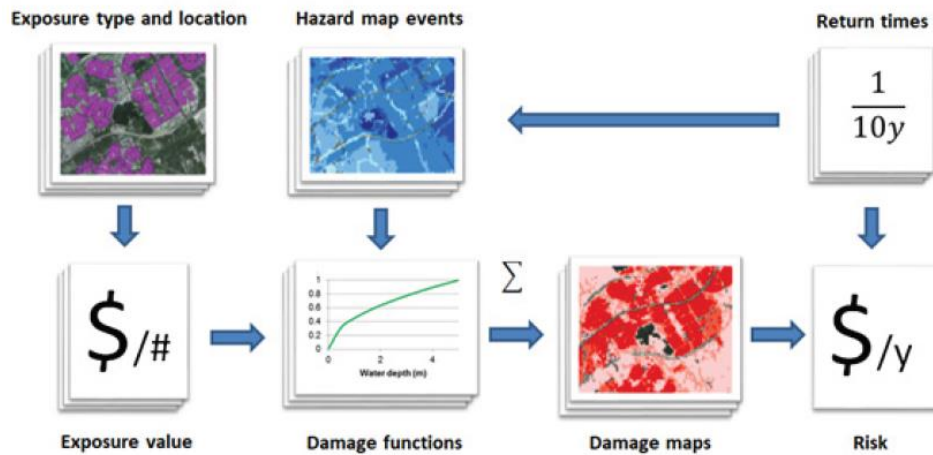 Exposure type and location
Hazard map events
Return times
1
10y
$/#
1
0.8
0.6
0.4
0.2
0
0 2 4
Water depth (m)
∑
$/y
Exposure value
Damage functions
Damage maps
Risk